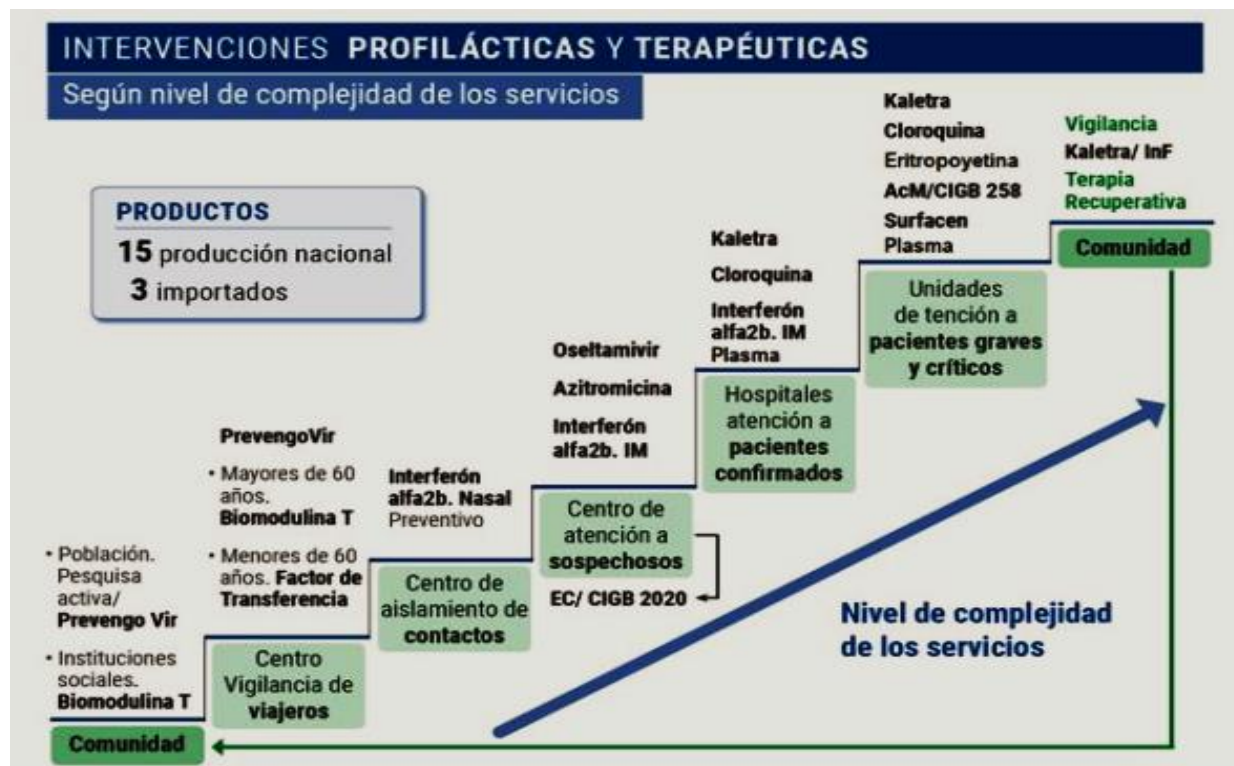 INTERVENCIONES PROFILÁCTICAS Y TERAPÉUTICAS
Según nivel de complejidad de los servicios
PRODUCTOS
15 producción nacional
3 importados
• Población.
Pesquisa
activa/
Prevengo Vir
• Instituciones
sociales.
Biomodulina T
Comunidad
PrevengoVir
• Mayores de 60
años.
Biomodulina T
• Menores de 60
años. Factor de
Transferencia
Centro
Vigilancia de
viajeros
Interferón
alfa2b. Nasal
Preventivo
Centro de
aislamiento de
contactos
Oseltamivir
Azitromicina
Interferón
alfa2b. IM
Centro de
atención a
sospechosos
EC/ CIGB 2020
Kaletra
Cloroquina
Interferón
alfa2b. IM
Plasma
Hospitales
atención a
pacientes
confirmados
Kaletra
Cloroquina
Eritropoyetina
AcM/CIGB 258
Surfacen
Plasma
Unidades
de tención a
pacientes graves
y críticos
Vigilancia
Kaletra/ InF
Terapia
Recuperativa
Comunidad
Nivel de complejidad
de los servicios